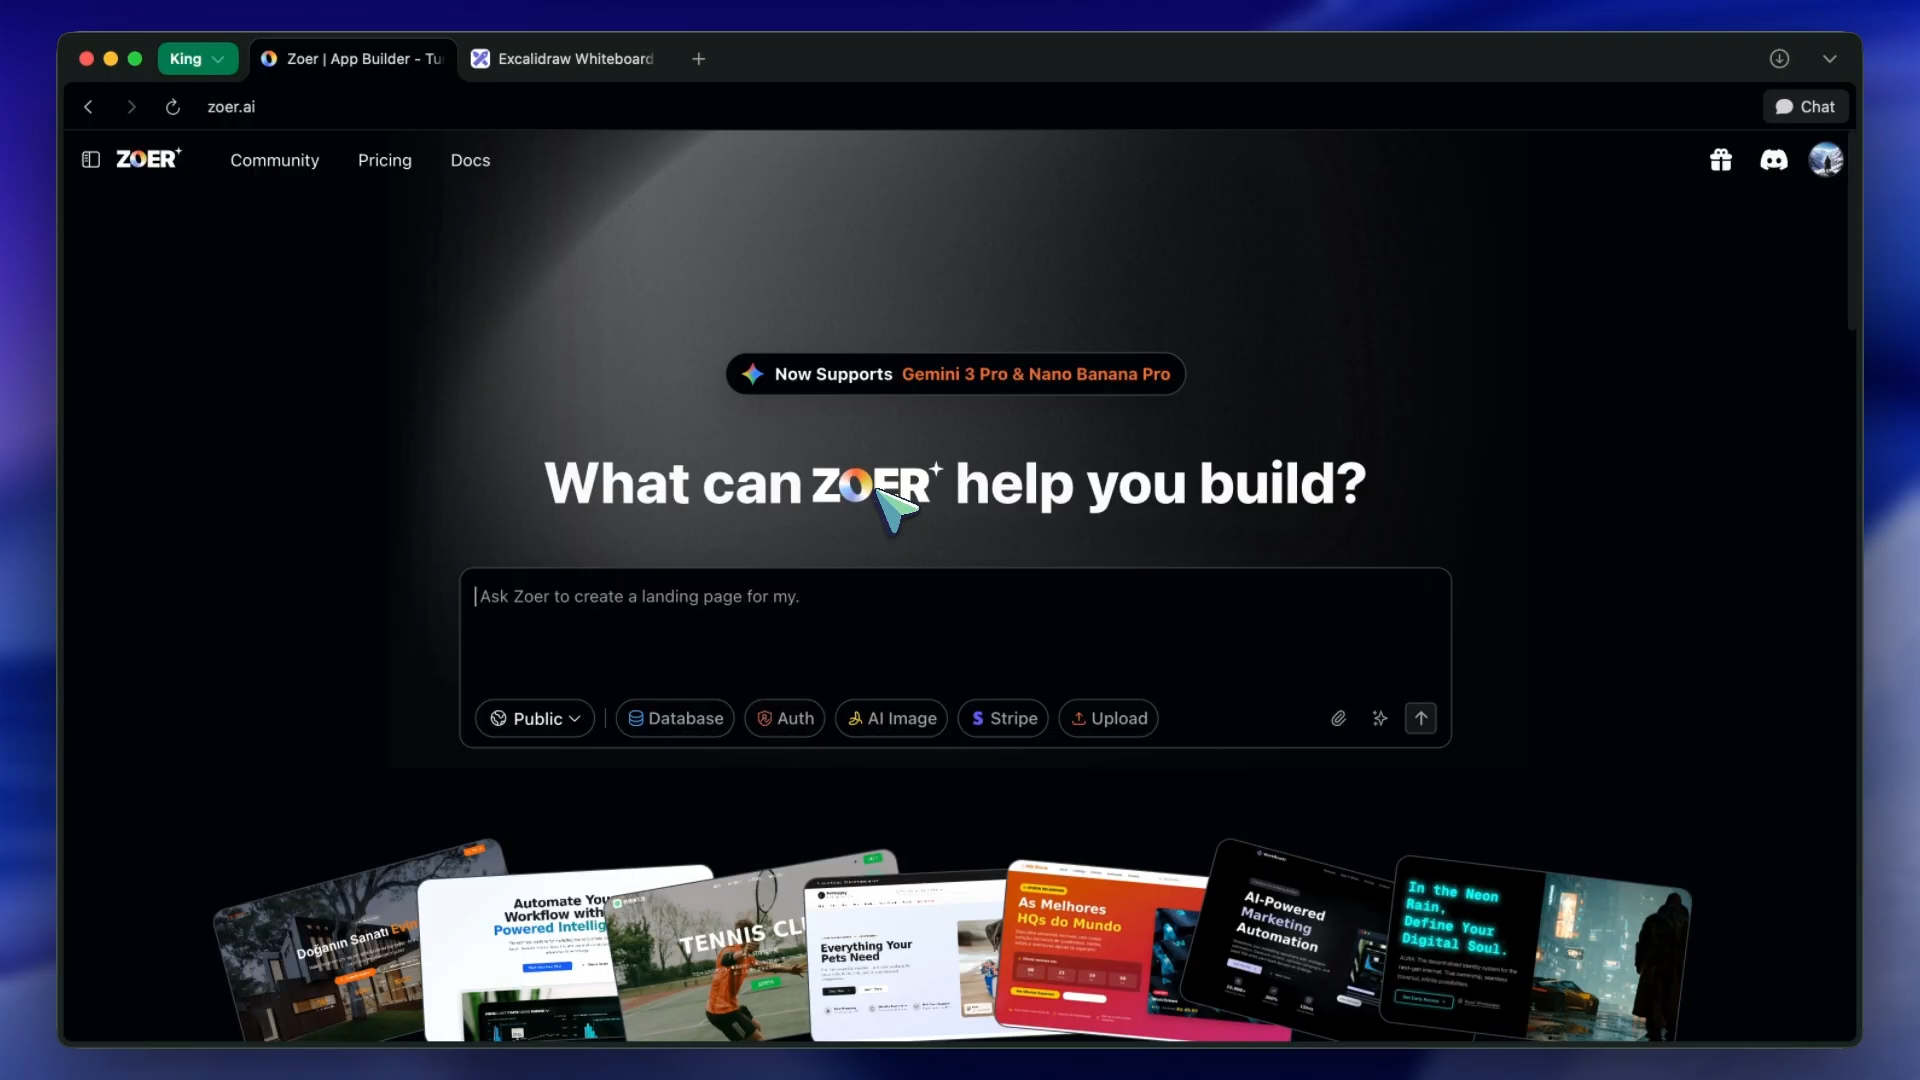 King
Zoer | App Builder - Tu
Excalidraw Whiteboard
zoer.ai
Chat
ZOER
Community
Pricing
Docs
Now Supports Gemini 3 Pro & Nano Banana Pro
What can ZOER help you build?
Ask Zoer to create a landing page for my.
Public
Database
Auth
AI Image
Stripe
Upload
Doğanın Sanatı Evin
Automate You
Workflow with
Powered Intellig
TENNIS CL
Everything Your
Pets Need
As Melhores
HQs do Mundo
AI-Powered
Marketing
Automation
In the Neon
Rain,
Define Your
Digital Soul.